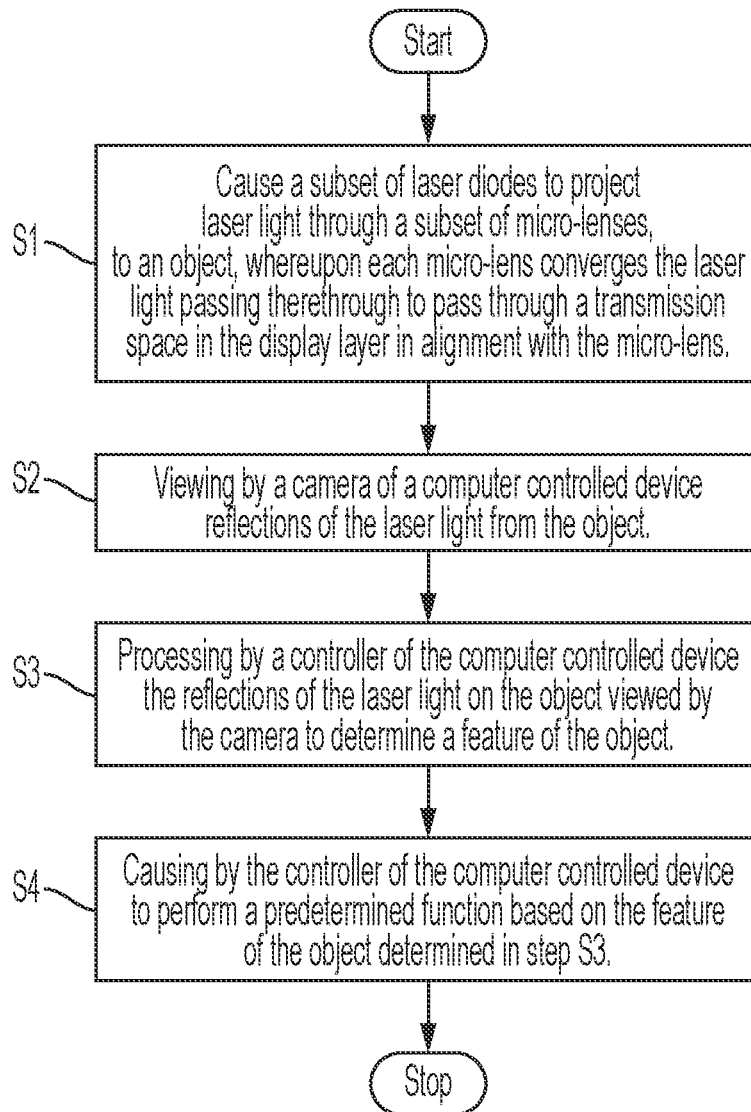 Start
S1
Cause a subset of laser diodes to project
laser light through a subset of micro-lenses,
to an object, whereupon each micro-lens converges the laser
light passing therethrough to pass through a transmission
space in the display layer in alignment with the micro-lens.
S2
Viewing by a camera of a computer controlled device
reflections of the laser light from the object.
S3
Processing by a controller of the computer controlled device
the reflections of the laser light on the object viewed by
the camera to determine a feature of the object.
S4
Causing by the controller of the computer controlled device
to perform a predetermined function based on the feature
of the object determined in step S3.
Stop